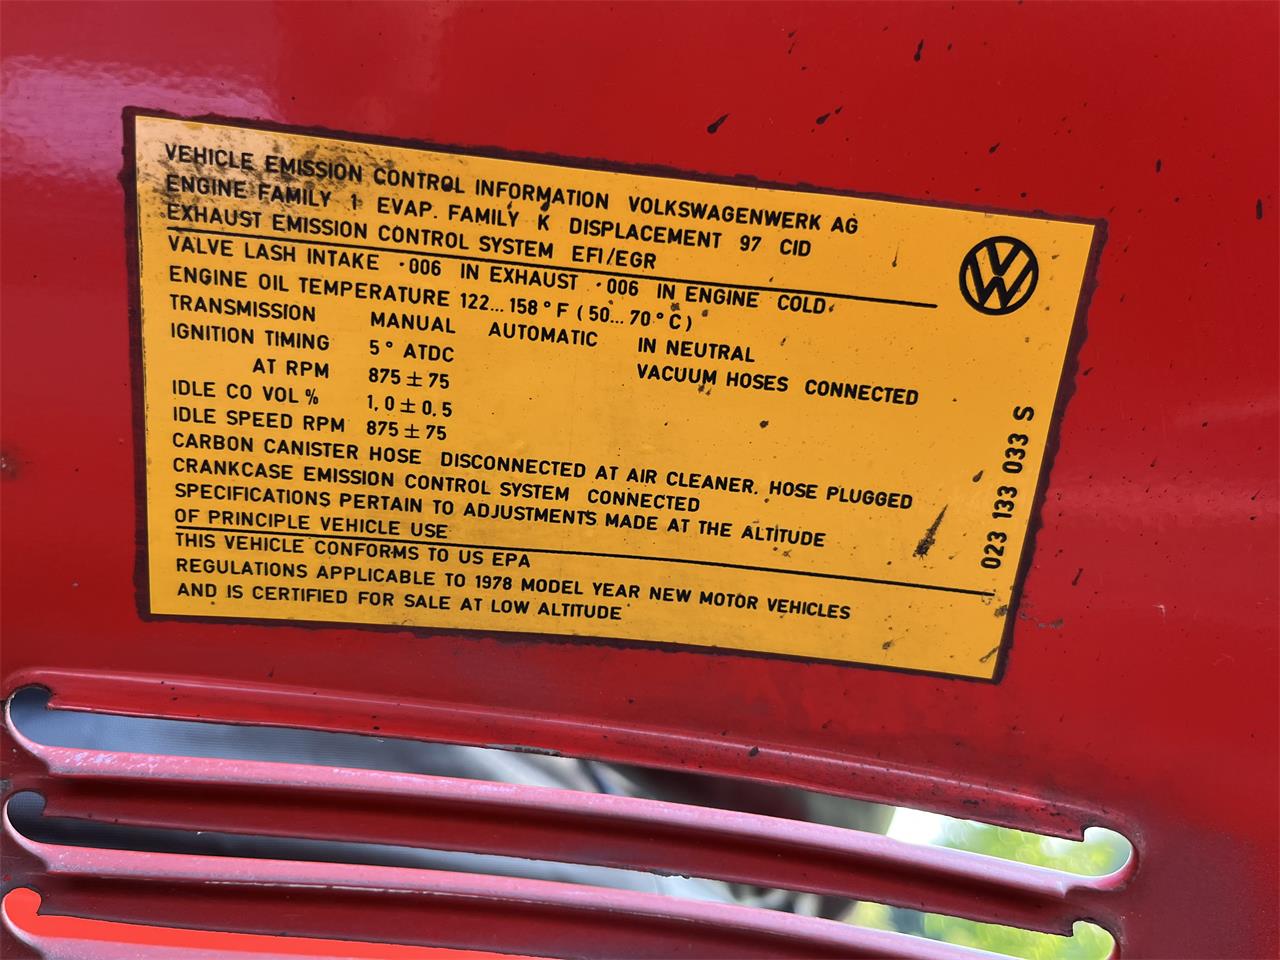 VEHICLE EMISSION CONTROL INFORMATION VOLKSWAGENWERK AG
ENGINE FAMILY 1 EVAP. FAMILY K DISPLACEMENT 97 CID
EXHAUST EMISSION CONTROL SYSTEM EFI/EGR
VALVE LASH INTAKE .006 IN EXHAUST .006 IN ENGINE COLD
ENGINE OIL TEMPERATURE 122...158°F (50...70°C)
TRANSMISSION MANUAL AUTOMATIC IN NEUTRAL
IGNITION TIMING 5° ATDC VACUUM HOSES CONNECTED
AT RPM 875±75
IDLE CO VOL % 1,0±0,5
IDLE SPEED RPM 875±75
CARBON CANISTER HOSE DISCONNECTED AT AIR CLEANER, HOSE PLUGGED
CRANKCASE EMISSION CONTROL SYSTEM CONNECTED
SPECIFICATIONS PERTAIN TO ADJUSTMENTS MADE AT THE ALTITUDE
OF PRINCIPLE VEHICLE USE
THIS VEHICLE CONFORMS TO US EPA
REGULATIONS APPLICABLE TO 1978 MODEL YEAR NEW MOTOR VEHICLES
AND IS CERTIFIED FOR SALE AT LOW ALTITUDE
023 133 033 S